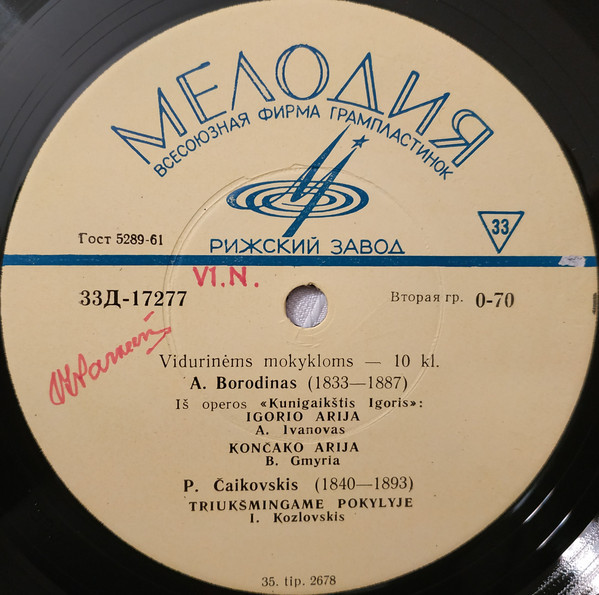 МЕЛОДИЯ
ВСЕСОЮЗНАЯ ФИРМА ГРАМПЛАСТИНОК
33
Гост 5289-61
РИЖСКИЙ ЗАВОД
VI.N.
33Д-17277
Вторая гр. 0-70
Vidurinėms mokykloms — 10 kl.
A. Borodinas (1833—1887)
Iš operos «Kunigaikštis Igoris»:
IGORIO ARIJA
A. Ivanovas
KONČAKO ARIJA
B. Gmyria
P. Čaikovskis (1840—1893)
TRIUKŠMINGAME POKYLYJE
I. Kozlovskis
35. tip. 2678